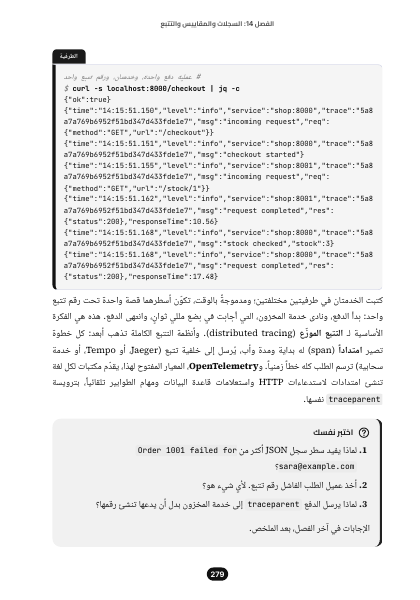 الفصل 14: السجلات والمقاييس والتتبع
الطرفية
# عملية دفع واحدة، وخدمتان، ورقم تتبع واحد
$ curl -s localhost:8000/checkout | jq -c
{"ok":true}
{"time":"14:15:51.150","level":"info","service":"shop:8000","trace":"5a8
a7a769b6952f51bd347d433fde1e7","msg":"incoming request","req":
{"method":"GET","url":"/checkout"}}
{"time":"14:15:51.151","level":"info","service":"shop:8000","trace":"5a8
a7a769b6952f51bd347d433fde1e7","msg":"checkout started"}
{"time":"14:15:51.155","level":"info","service":"shop:8001","trace":"5a8
a7a769b6952f51bd347d433fde1e7","msg":"incoming request","req":
{"method":"GET","url":"/stock/1"}}
{"time":"14:15:51.162","level":"info","service":"shop:8001","trace":"5a8
a7a769b6952f51bd347d433fde1e7","msg":"request completed","res":
{"status":200},"responseTime":10.56}
{"time":"14:15:51.168","level":"info","service":"shop:8000","trace":"5a8
a7a769b6952f51bd347d433fde1e7","msg":"stock checked","stock":3}
{"time":"14:15:51.168","level":"info","service":"shop:8000","trace":"5a8
a7a769b6952f51bd347d433fde1e7","msg":"request completed","res":
{"status":200},"responseTime":17.48}
كتبت الخدمتان في طرفيتين مختلفتين؛ ومدموجةً بالوقت، تكوّن أسطرهما قصة واحدة تحت رقم تتبع
واحد: بدأ الدفع، ونادى خدمة المخزون، التي أجابت في بضع مللي ثوانٍ، وانتهى الدفع. هذه هي الفكرة
الأساسية لـ التتبع الموزّع (distributed tracing). وأنظمة التتبع الكاملة تذهب أبعد: كل خطوة
تصير امتداداً (span) له بداية ومدة وأب، يُرسل إلى خلفية تتبع (Jaeger أو Tempo، أو خدمة
سحابية) ترسم الطلب كله خطاً زمنياً. وOpenTelemetry، المعيار المفتوح لهذا، يقدّم مكتبات لكل لغة
تنشئ امتدادات لاستدعاءات HTTP واستعلامات قاعدة البيانات ومهام الطوابير تلقائياً، بترويسة
traceparent نفسها.
اختبر نفسك
1. لماذا يفيد سطر سجل JSON أكثر من Order 1001 failed for
sara@example.com؟
2. أخذ عميل الطلب الفاشل رقم تتبع. لأي شيء هو؟
3. لماذا يرسل الدفع traceparent إلى خدمة المخزون بدل أن يدعها تنشئ رقمها؟
الإجابات في آخر الفصل، بعد الملخص.
279